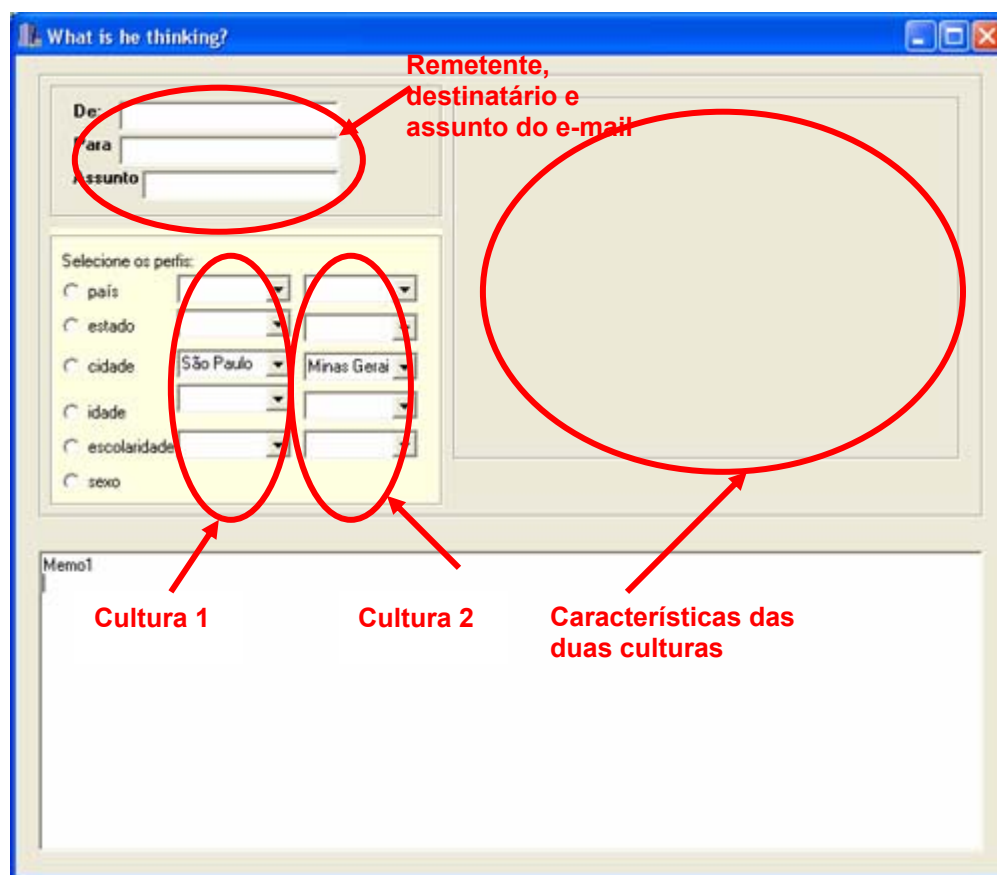 What is he thinking?
Remetente,
destinatário e
assunto do e-mail
De:
Para
Assunto
Selecione os perfis:
país
estado
cidade São Paulo Minas Gerai
idade
escolaridade
sexo
Memo1
Cultura 1
Cultura 2
Caractérísticas das
duas culturas